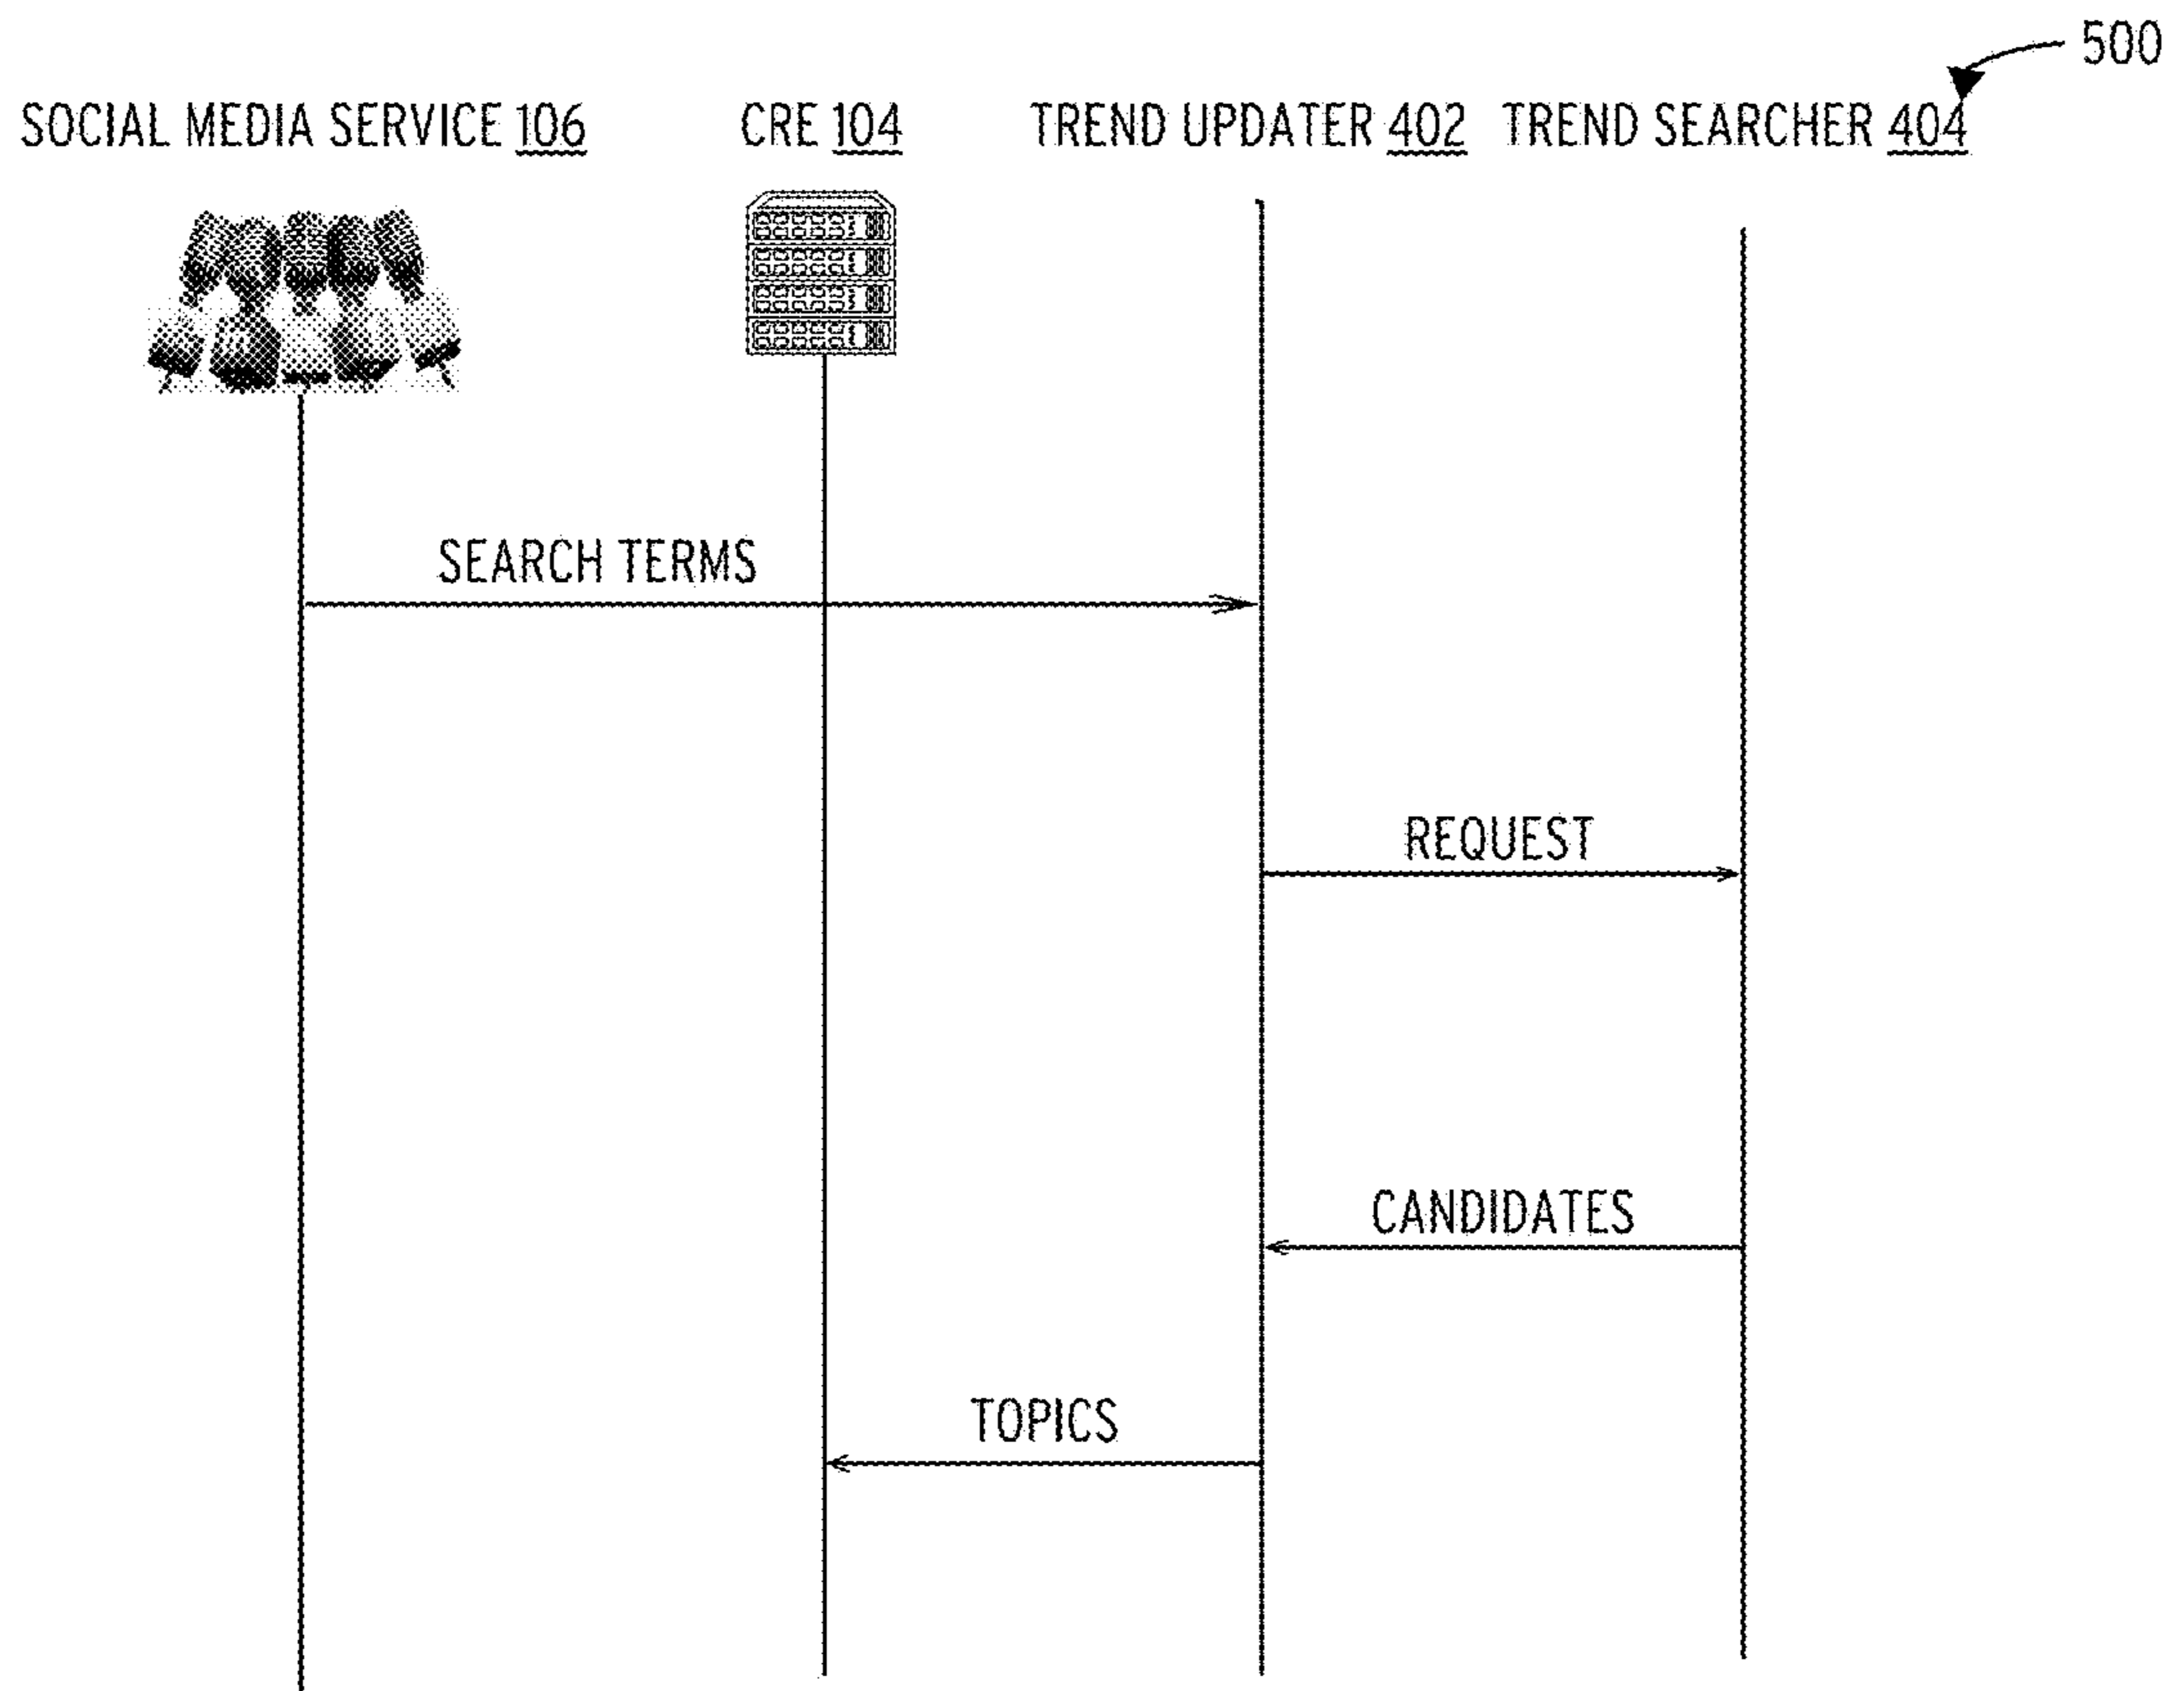 500
SOCIAL MEDIA SERVICE 106 CRE 104 TREND UPDATER 402 TREND SEARCHER 404
SEARCH TERMS
REQUEST
CANDIDATES
TOPICS